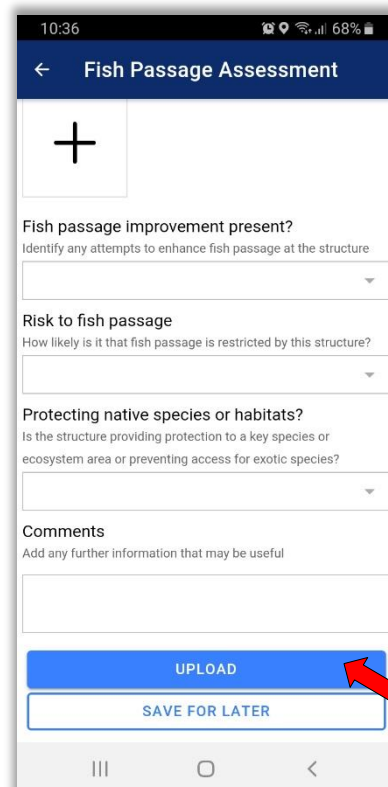 10:36 68%
Fish Passage Assessment
Fish passage improvement present?
Identify any attempts to enhance fish passage at the structure
Risk to fish passage
How likely is it that fish passage is restricted by this structure?
Protecting native species or habitats?
Is the structure providing protection to a key species or
ecosystem area or preventing access for exotic species?
Comments
Add any further information that may be useful
UPLOAD
SAVE FOR LATER